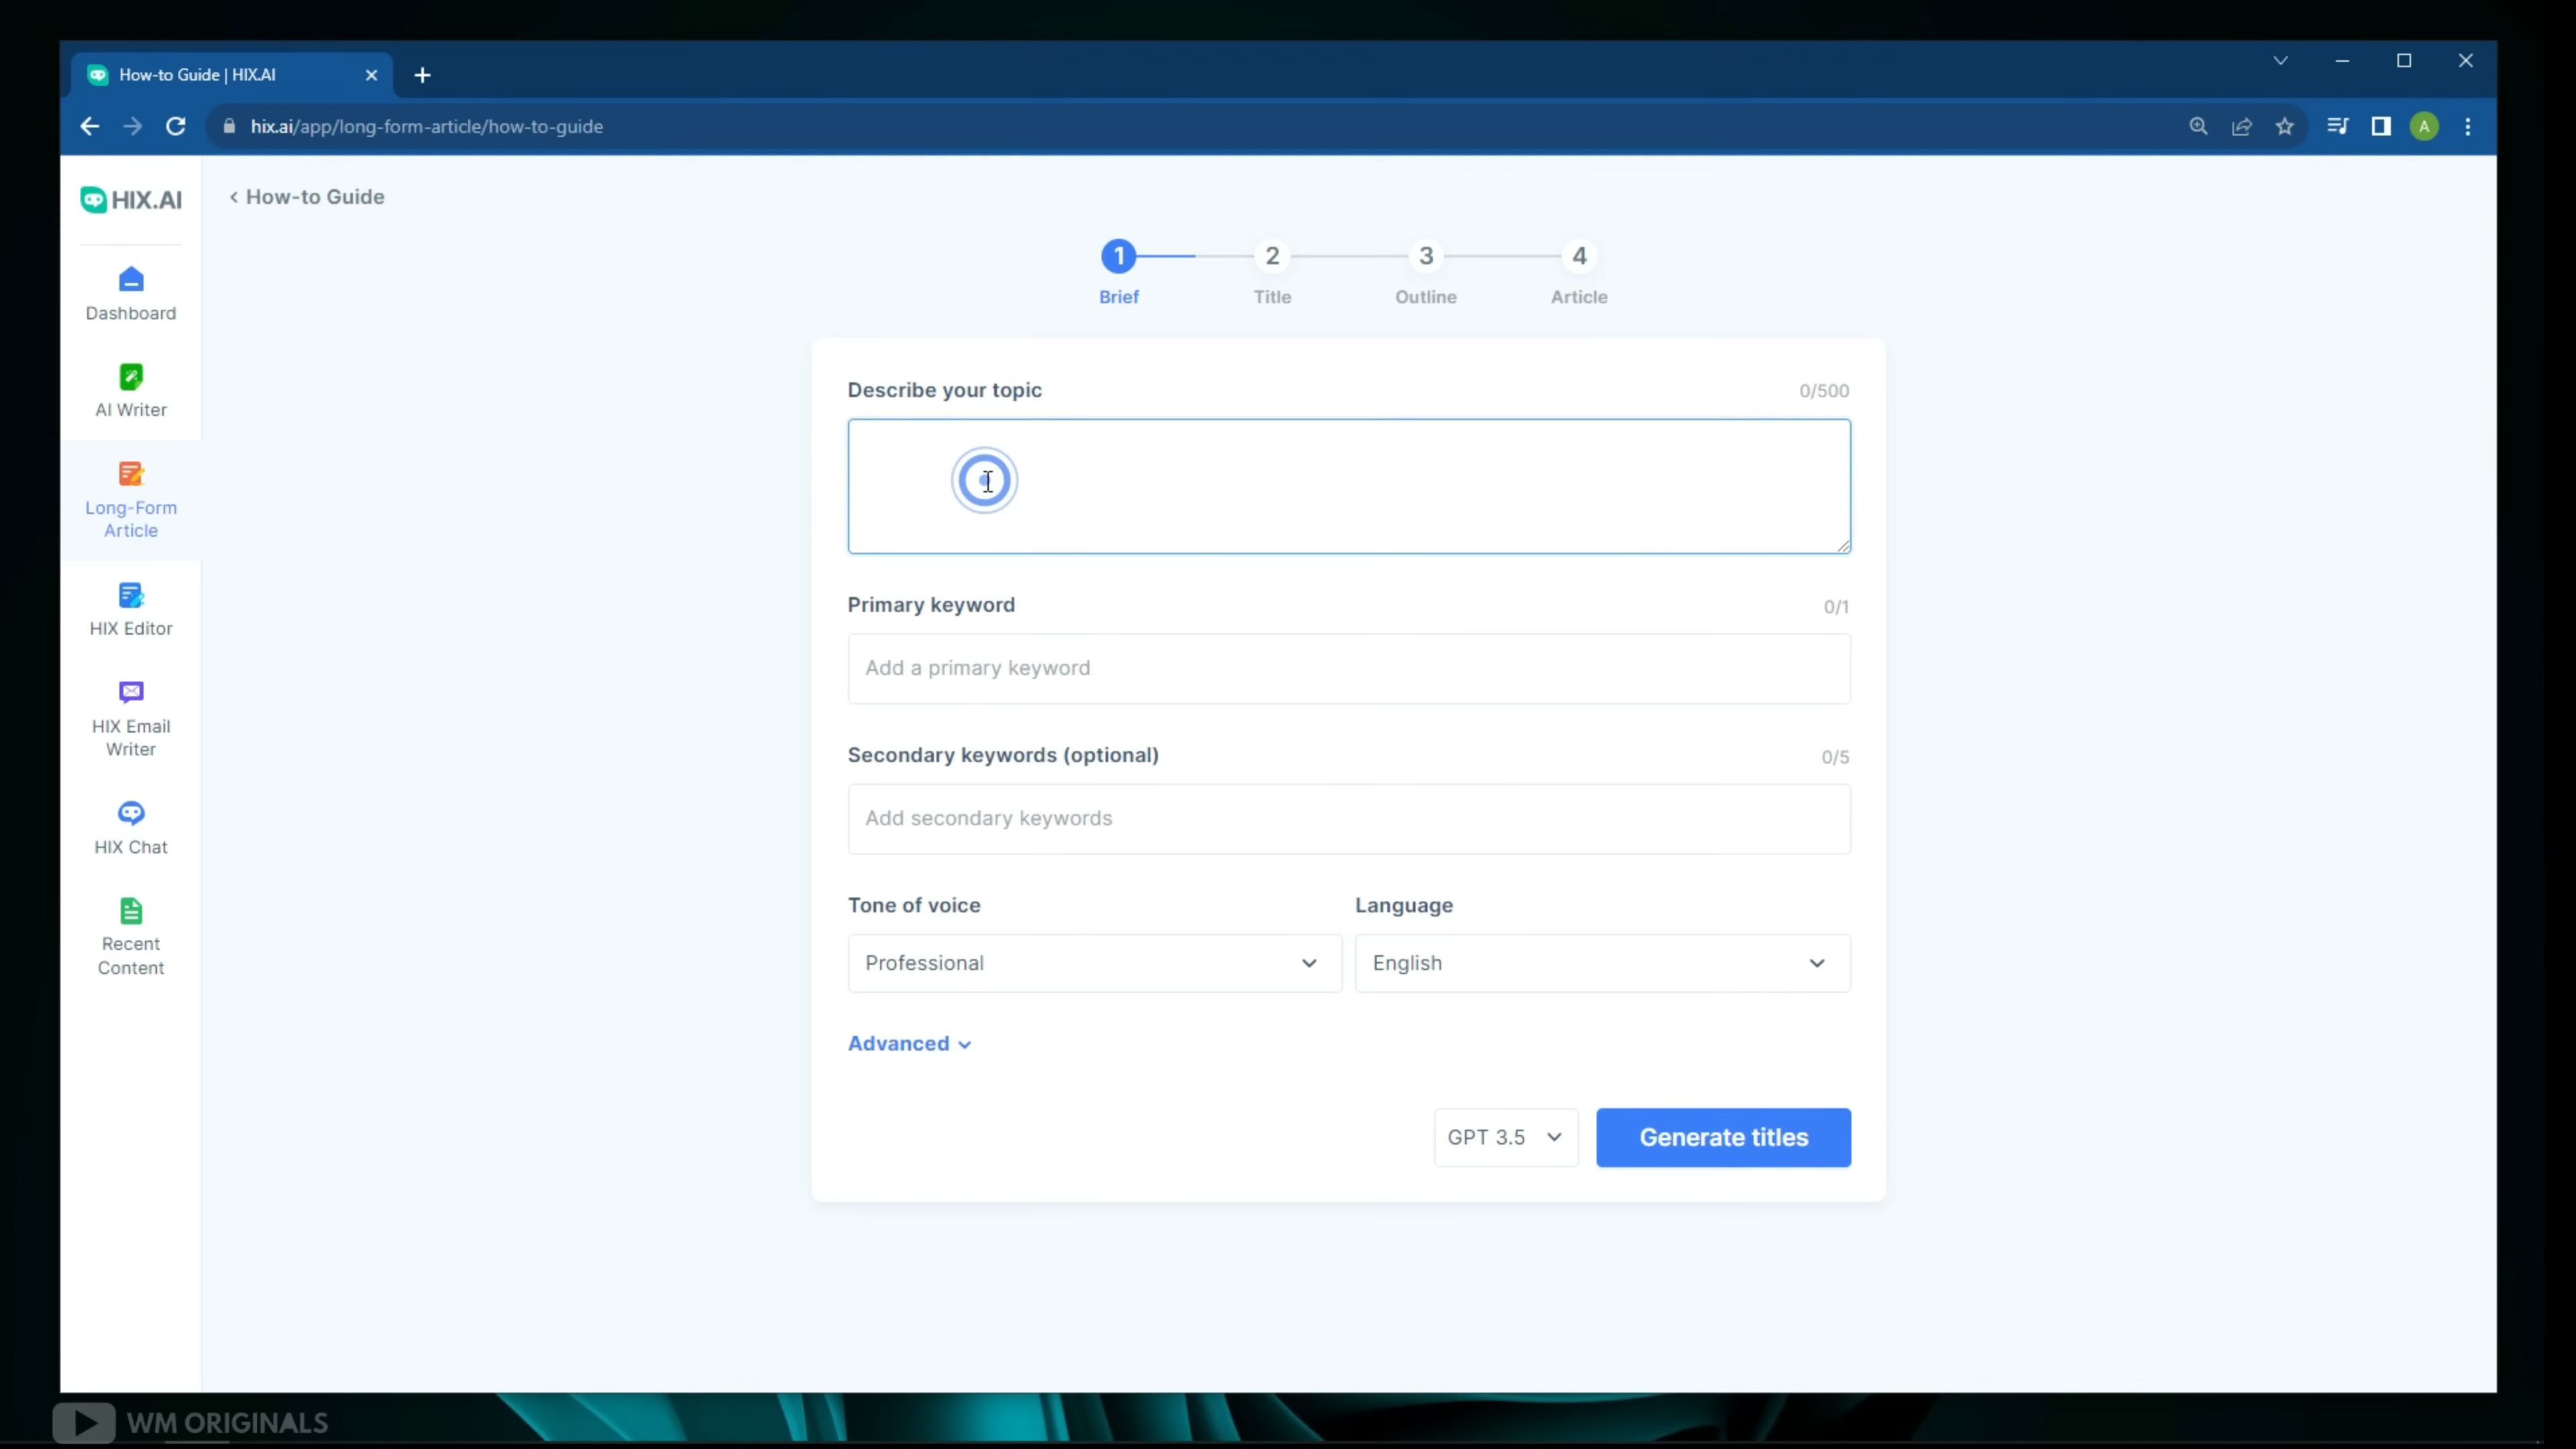 How-to Guide | HIX.AI
hix.ai/app/long-form-article/how-to-guide
A
HIX.AI
< How-to Guide
1 2 3 4
Brief Title Outline Article
Dashboard
AI Writer
Long-Form
Article
HIX Editor
HIX Email
Writer
HIX Chat
Recent
Content
Describe your topic 0/500
Primary keyword 0/1
Add a primary keyword
Secondary keywords (optional) 0/5
Add secondary keywords
Tone of voice Language
Professional English
Advanced
GPT 3.5 Generate titles
WM ORIGINALS